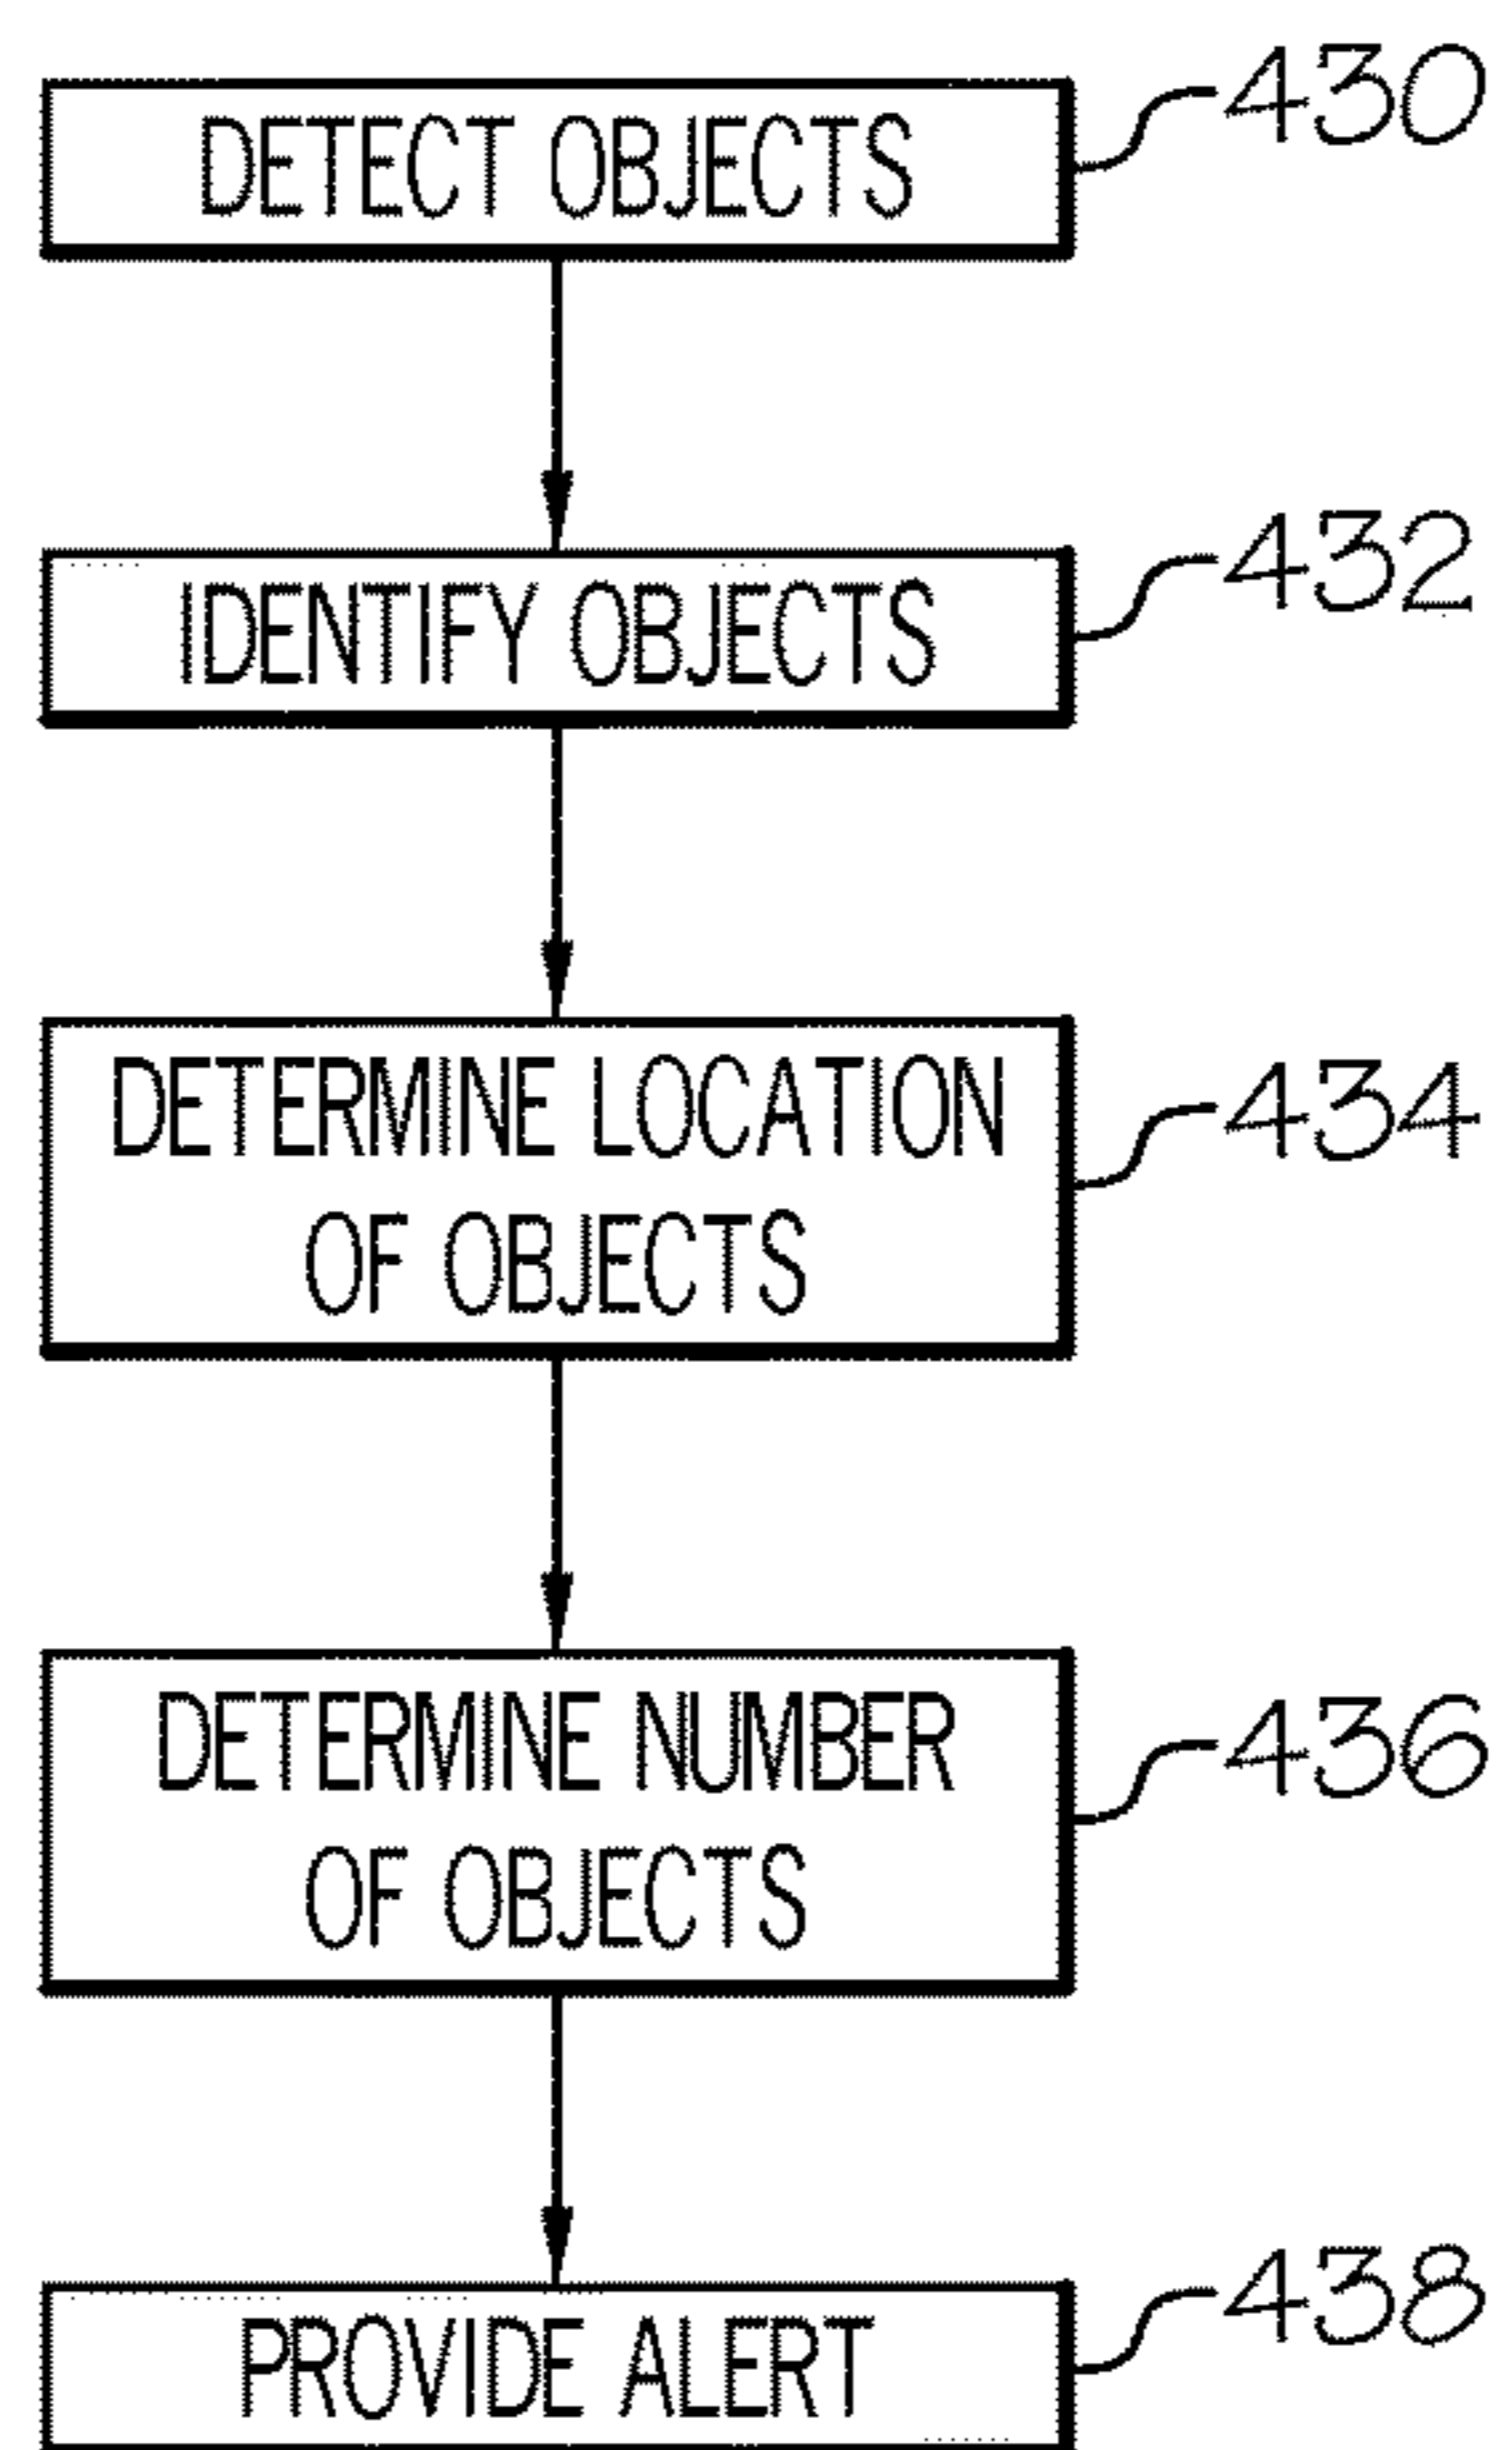 DETECT OBJECTS
430
IDENTIFY OBJECTS
432
DETERMINE LOCATION
OF OBJECTS
434
DETERMINE NUMBER
OF OBJECTS
436
PROVIDE ALERT
438